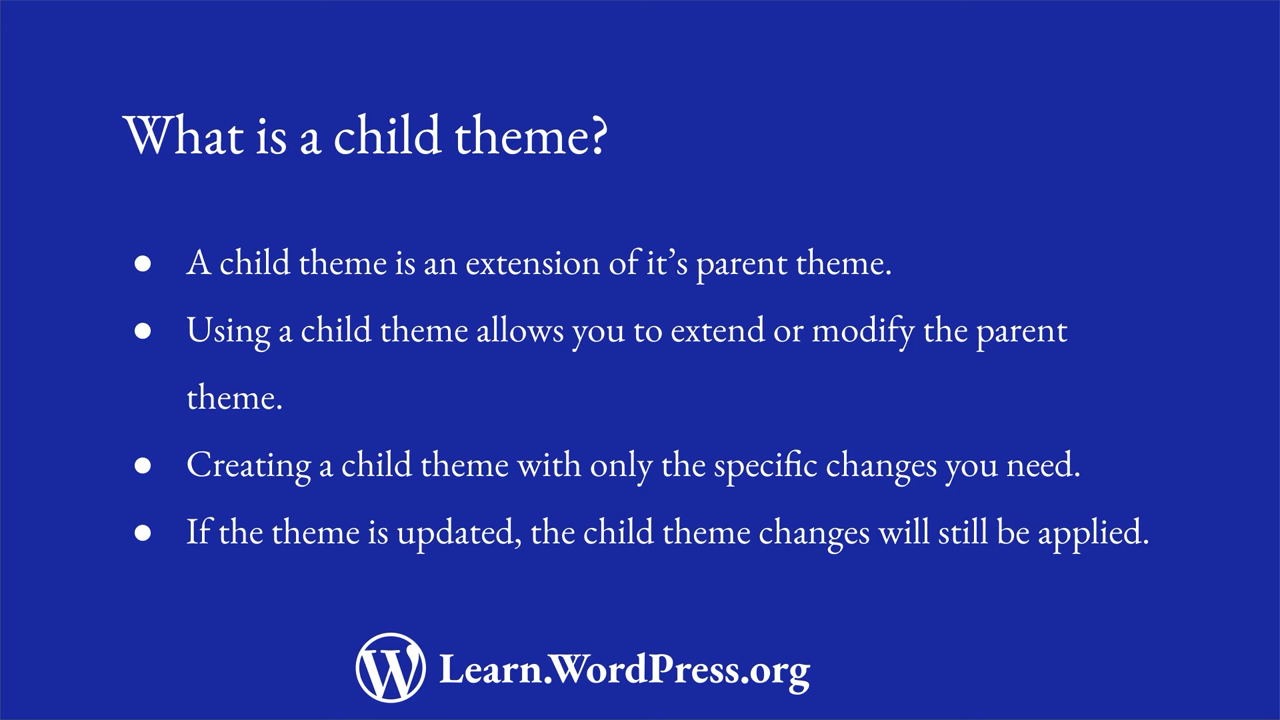 What is a child theme?
● A child theme is an extension of it’s parent theme.
● Using a child theme allows you to extend or modify the parent
theme.
● Creating a child theme with only the specific changes you need.
● If the theme is updated, the child theme changes will still be applied.
Learn.WordPress.org